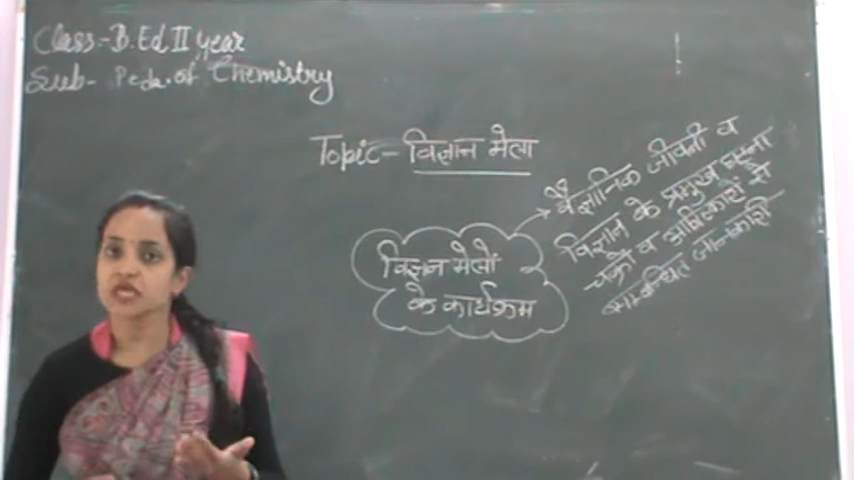 Class:- B.Ed II year
Sub- Peda. of Chemistry
Topic- विज्ञान मेला
विज्ञान मेलों
के कार्यक्रम
वैज्ञानिक जीवनी व
विज्ञान के प्रमुख घटना
चक्रो व आविष्कारों से
सम्बन्धित जानकारी